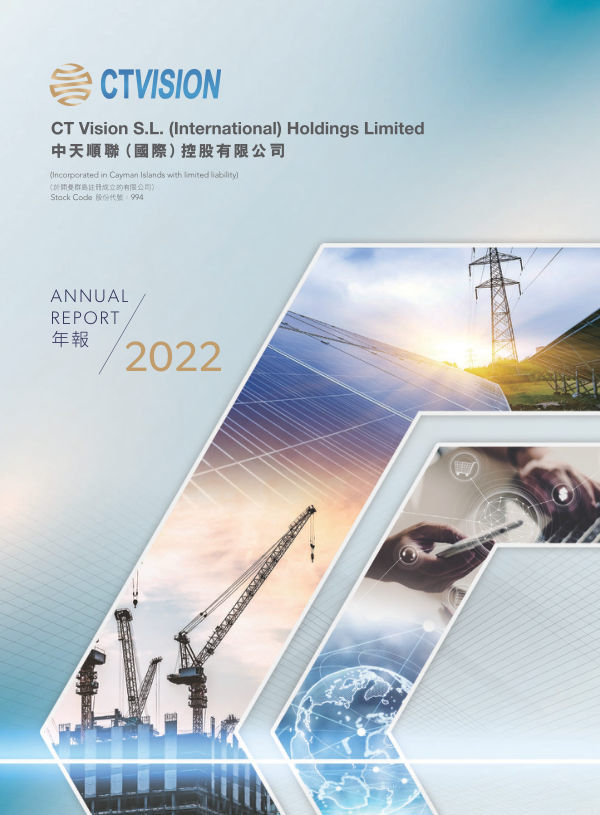 CTVISION
CT Vision S.L. (International) Holdings Limited
中天順聯（國際）控股有限公司
(Incorporated in Cayman Islands with limited liability)
（於開曼群島註冊成立的有限公司）
Stock Code 股份代號：994
ANNUAL
REPORT
年報
2022